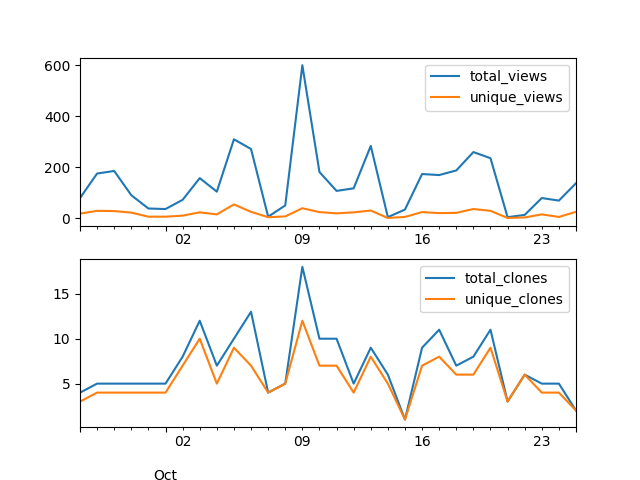 600
400
200
0
total_views
unique_views
02 09 16 23
15
10
5
total_clones
unique_clones
02 09 16 23
Oct